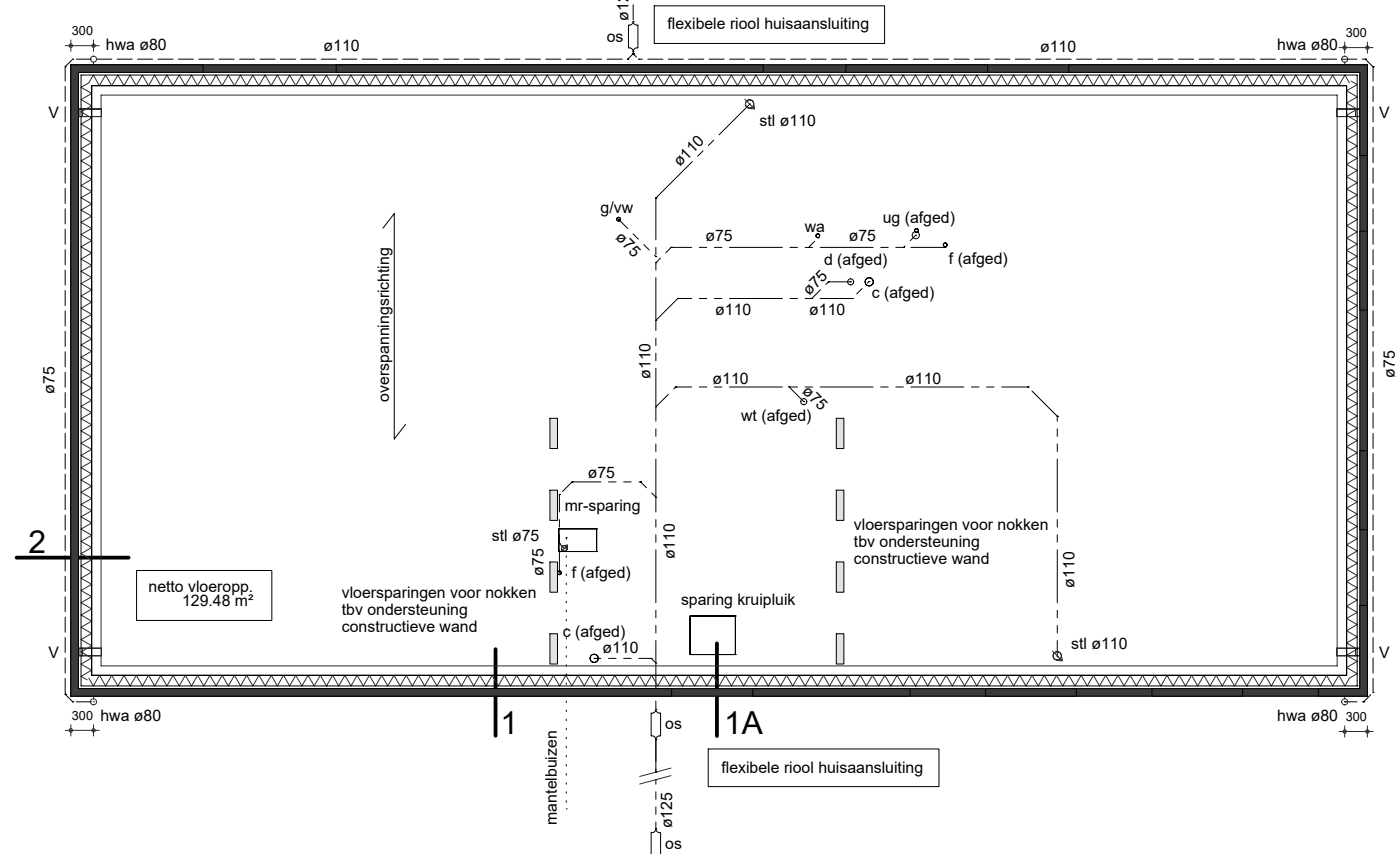 ø12
flexibele riool huisaansluiting
os
300
hwa ø80
ø110
ø110
hwa ø80
300
V
V
stl ø110
ø110
g/vw
ø75
ø75
wa
ø75
ug (afged)
f (afged)
d (afged)
ø75
c (afged)
ø110
ø110
overspanningsrichting
ø75
ø110
ø75
ø110
ø110
ø75
wt (afged)
ø75
mr-sparing
stl ø75
ø75
f (afged)
ø110
vloersparingen voor nokken
tbv ondersteuning
constructieve wand
ø110
2
netto vloeropp.
129.48 m²
vloersparingen voor nokken
tbv ondersteuning
constructieve wand
sparing kruipluik
c (afged)
ø110
stl ø110
V
V
300
hwa ø80
1
os
1A
hwa ø80
300
mantelbuizen
flexibele riool huisaansluiting
ø125
os